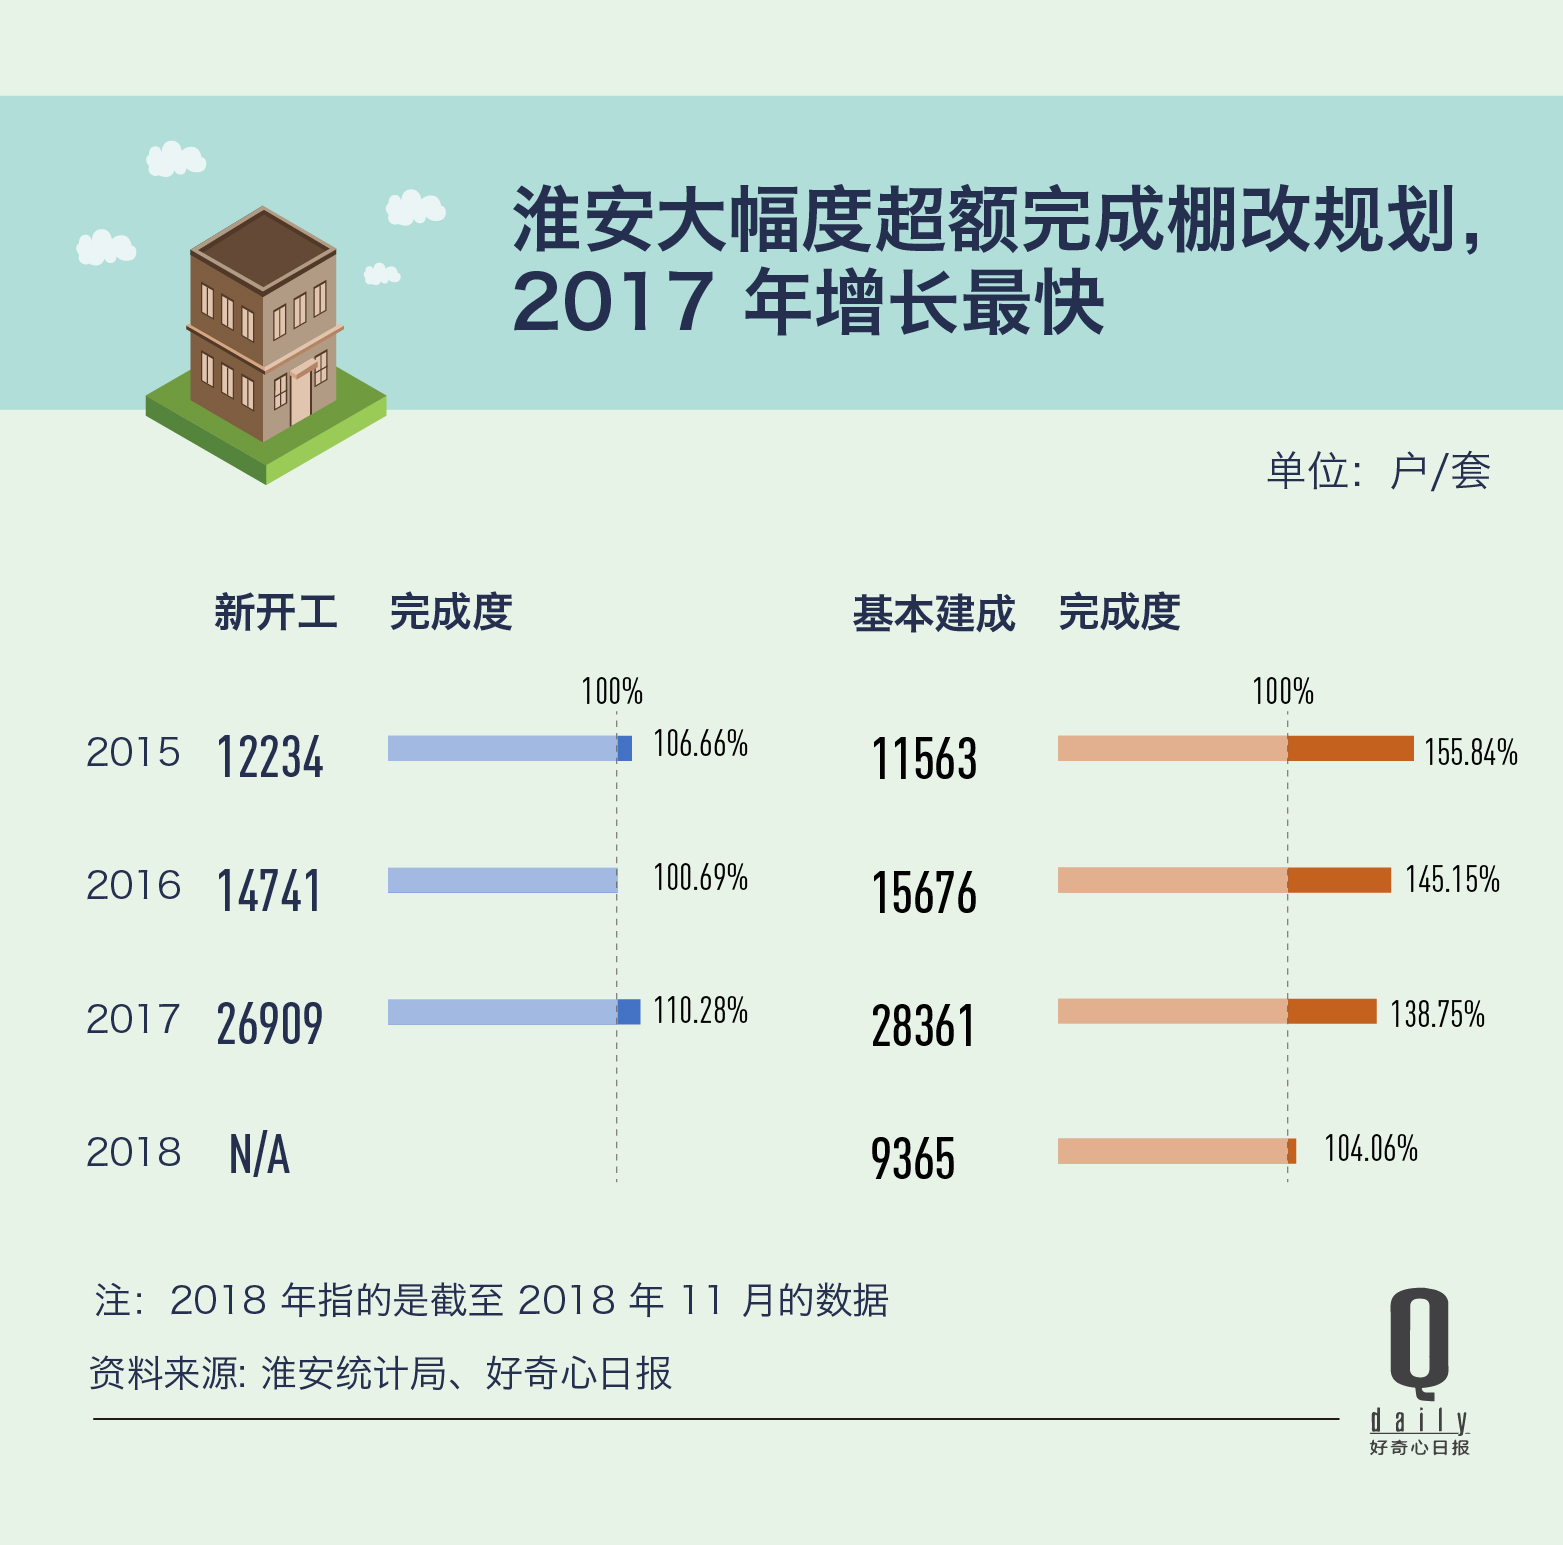 淮安大幅度超额完成棚改规划，
2017 年增长最快
单位：户/套
新开工 完成度 基本建成 完成度
100% 100%
2015 12234 106.66% 11563 155.84%
2016 14741 100.69% 15676 145.15%
2017 26909 110.28% 28361 138.75%
2018 N/A 9365 104.06%
注：2018 年指的是截至 2018 年 11 月的数据
资料来源: 淮安统计局、好奇心日报
Q
daily
好奇心日报